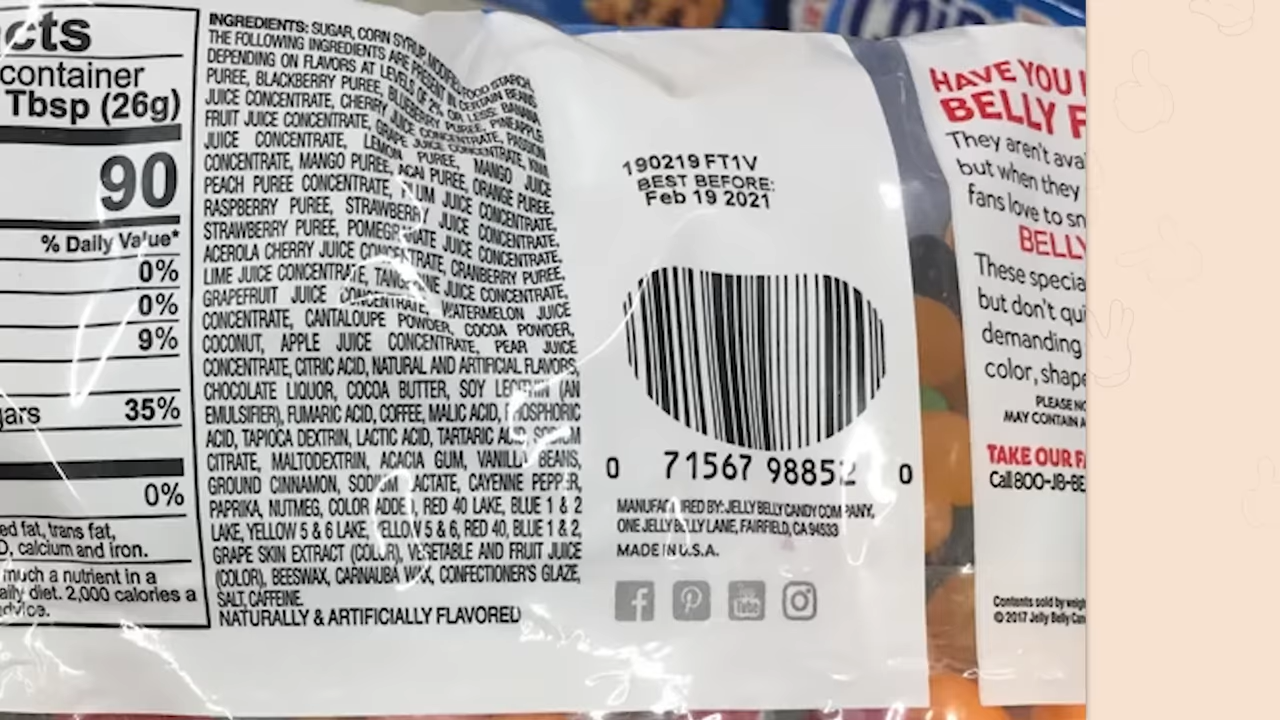 cts
container
Tbsp (26g)
90
% Daily Value*
0%
0%
9%
gars 35%
0%
ed fat, trans fat,
D, calcium and iron.
much a nutrient in a
aily diet. 2,000 calories a
advice.
INGREDIENTS: SUGAR, CORN SYRUP, MODIFIED FOOD STARCH.
THE FOLLOWING INGREDIENTS ARE PRESENT IN CERTAIN BEANS
DEPENDING ON FLAVORS AT LEVELS OF 2% OR LESS: BANANA
PUREE, BLACKBERRY PUREE, BLUEBERRY PUREE, PINEAPPLE
JUICE CONCENTRATE, CHERRY JUICE CONCENTRATE, PASSION
FRUIT JUICE CONCENTRATE, GRAPE JUICE CONCENTRATE, KIWI
JUICE CONCENTRATE, LEMON PUREE, MANGO JUICE
CONCENTRATE, MANGO PUREE, ACAI PUREE, ORANGE PUREE,
PEACH PUREE CONCENTRATE, PLUM JUICE CONCENTRATE,
RASPBERRY PUREE, STRAWBERRY JUICE CONCENTRATE,
STRAWBERRY PUREE, POMEGRANATE JUICE CONCENTRATE,
ACEROLA CHERRY JUICE CONCENTRATE, CRANBERRY PUREE,
LIME JUICE CONCENTRATE, TANGERINE JUICE CONCENTRATE,
GRAPEFRUIT JUICE CONCENTRATE, WATERMELON JUICE
CONCENTRATE, CANTALOUPE POWDER, COCOA POWDER,
COCONUT, APPLE JUICE CONCENTRATE, PEAR JUICE
CONCENTRATE, CITRIC ACID, NATURAL AND ARTIFICIAL FLAVORS,
CHOCOLATE LIQUOR, COCOA BUTTER, SOY LECITHIN (AN
EMULSIFIER), FUMARIC ACID, COFFEE, MALIC ACID, PHOSPHORIC
ACID, TAPIOCA DEXTRIN, LACTIC ACID, TARTARIC ACID, SODIUM
CITRATE, MALTODEXTRIN, ACACIA GUM, VANILLA BEANS,
GROUND CINNAMON, SODIUM LACTATE, CAYENNE PEPPER,
PAPRIKA, NUTMEG, COLOR ADDED, RED 40 LAKE, BLUE 1 & 2
LAKE, YELLOW 5 & 6 LAKE, YELLOW 5 & 6, RED 40, BLUE 1 & 2,
GRAPE SKIN EXTRACT (COLOR), VEGETABLE AND FRUIT JUICE
(COLOR), BEESWAX, CARNAUBA WAX, CONFECTIONER'S GLAZE,
SALT, CAFFEINE.
NATURALLY & ARTIFICIALLY FLAVORED
190219 FT1V
BEST BEFORE:
Feb 19 2021
0 71567 98852 0
MANUFACTURED BY: JELLY BELLY CANDY COMPANY,
ONE JELLY BELLY LANE, FAIRFIELD, CA 94533
MADE IN U.S.A.
You
Tube
HAVE YOU
BELLY F
They aren't ava
but when they
fans love to sn
BELLY
These specia
but don't qui
demanding
color, shape
PLEASE NO
MAY CONTAIN A
TAKE OUR FA
Call 800-JB-BE
Contents sold by weigh
© 2017 Jelly Belly Can